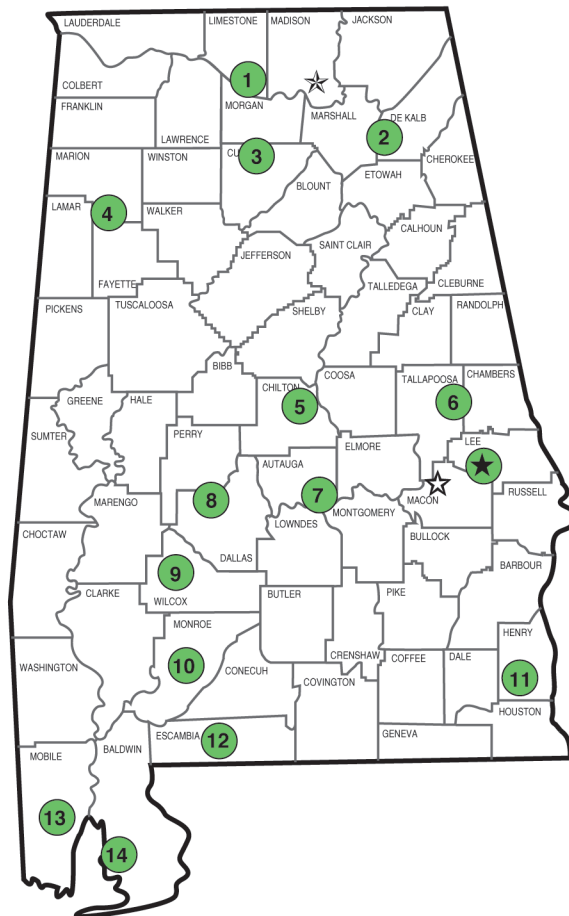 LAUDERDALE
LIMESTONE
MADISON
JACKSON
COLBERT
1
FRANKLIN
MORGAN
MARSHALL
DE KALB
2
LAWRENCE
3
CU
MARION
WINSTON
CHEROKEE
ETOWAH
BLOUNT
LAMAR
4
WALKER
CALHOUN
SAINT CLAIR
JEFFERSON
FAYETTE
TALLEDEGA
CLEBURNE
PICKENS
TUSCALOOSA
SHELBY
CLAY
RANDOLPH
BIBB
COOSA
TALLAPOOSA
CHAMBERS
GREENE
HALE
CHILTON
5
6
SUMTER
PERRY
ELMORE
LEE
AUTAUGA
MARENGO
8
7
MACON
RUSSELL
LOWNDES
MONTGOMERY
CHOCTAW
BULLOCK
DALLAS
BARBOUR
9
CLARKE
WILCOX
BUTLER
PIKE
MONROE
HENRY
WASHINGTON
10
CONECUH
CRENSHAW
COFFEE
DALE
11
COVINGTON
HOUSTON
ESCAMBIA
12
GENEVA
MOBILE
BALDWIN
13
14